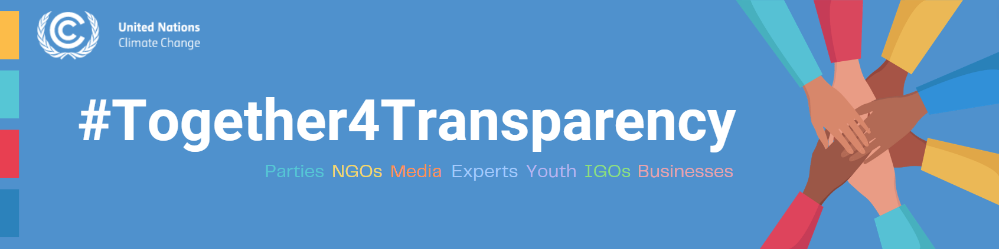 United Nations
Climate Change
#Together4Transparency
Parties NGOs Media Experts Youth IGOs Businesses